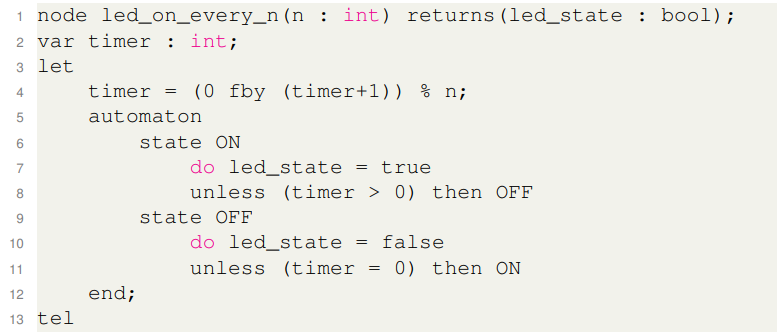 1 node led_on_every_n(n : int) returns(led_state : bool);
2 var timer : int;
3 let
4     timer = (0 fby (timer+1)) % n;
5     automaton
6         state ON
7             do led_state = true
8             unless (timer > 0) then OFF
9         state OFF
10             do led_state = false
11             unless (timer = 0) then ON
12     end;
13 tel